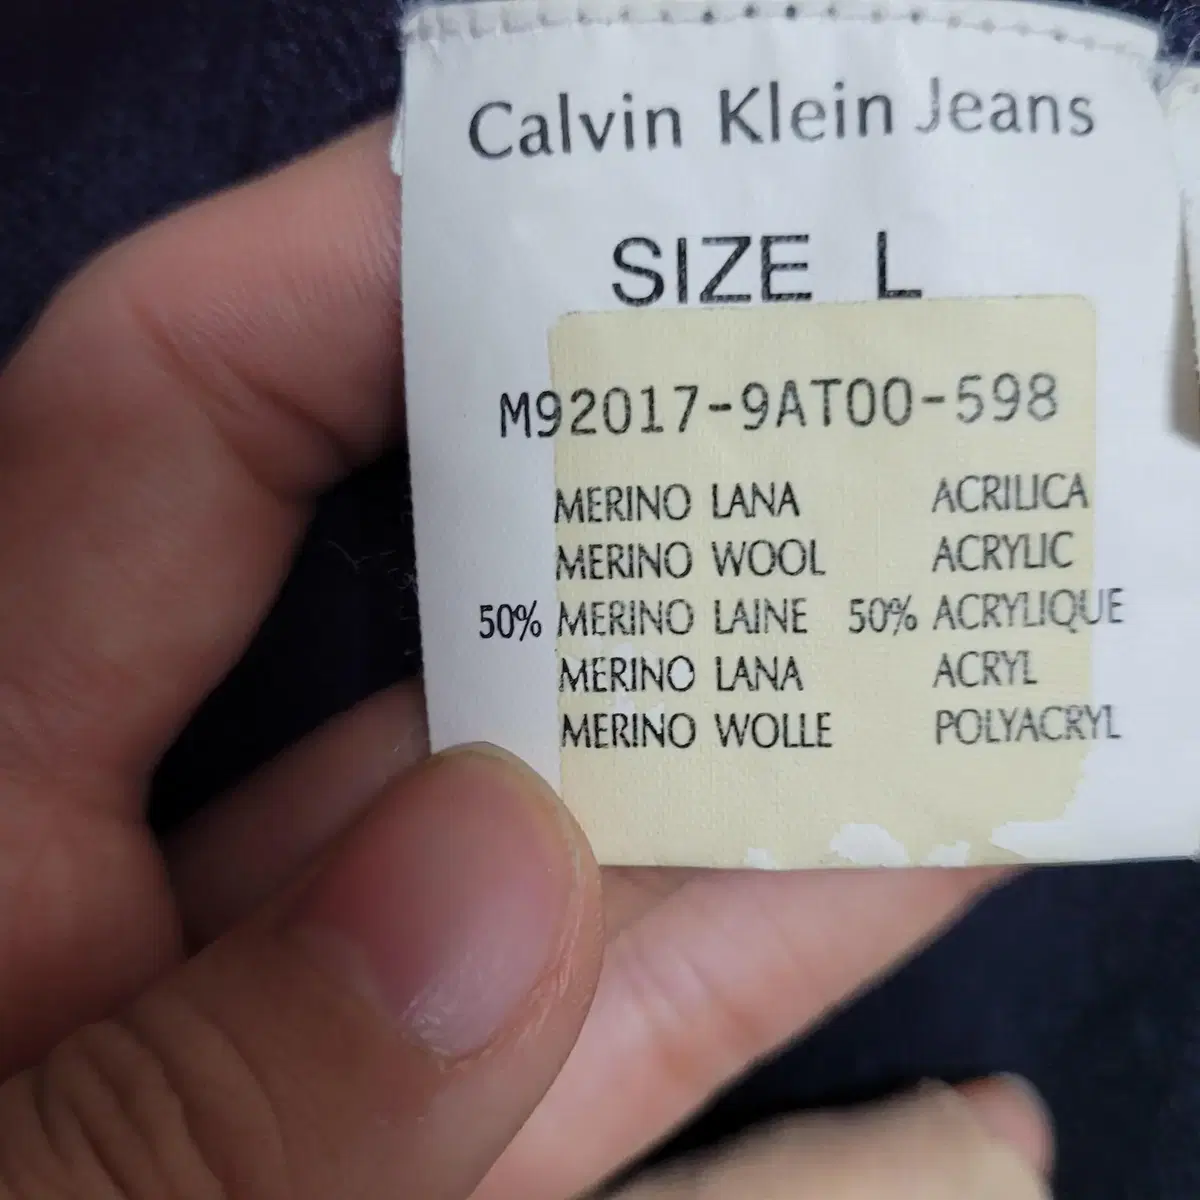 Calvin Klein Jeans
SIZE L
M92017-9AT00-598
MERINO LANA ACRILICA
MERINO WOOL ACRYLIC
50% MERINO LAINE 50% ACRYLIQUE
MERINO LANA ACRYL
MERINO WOLLE POLYACRYL